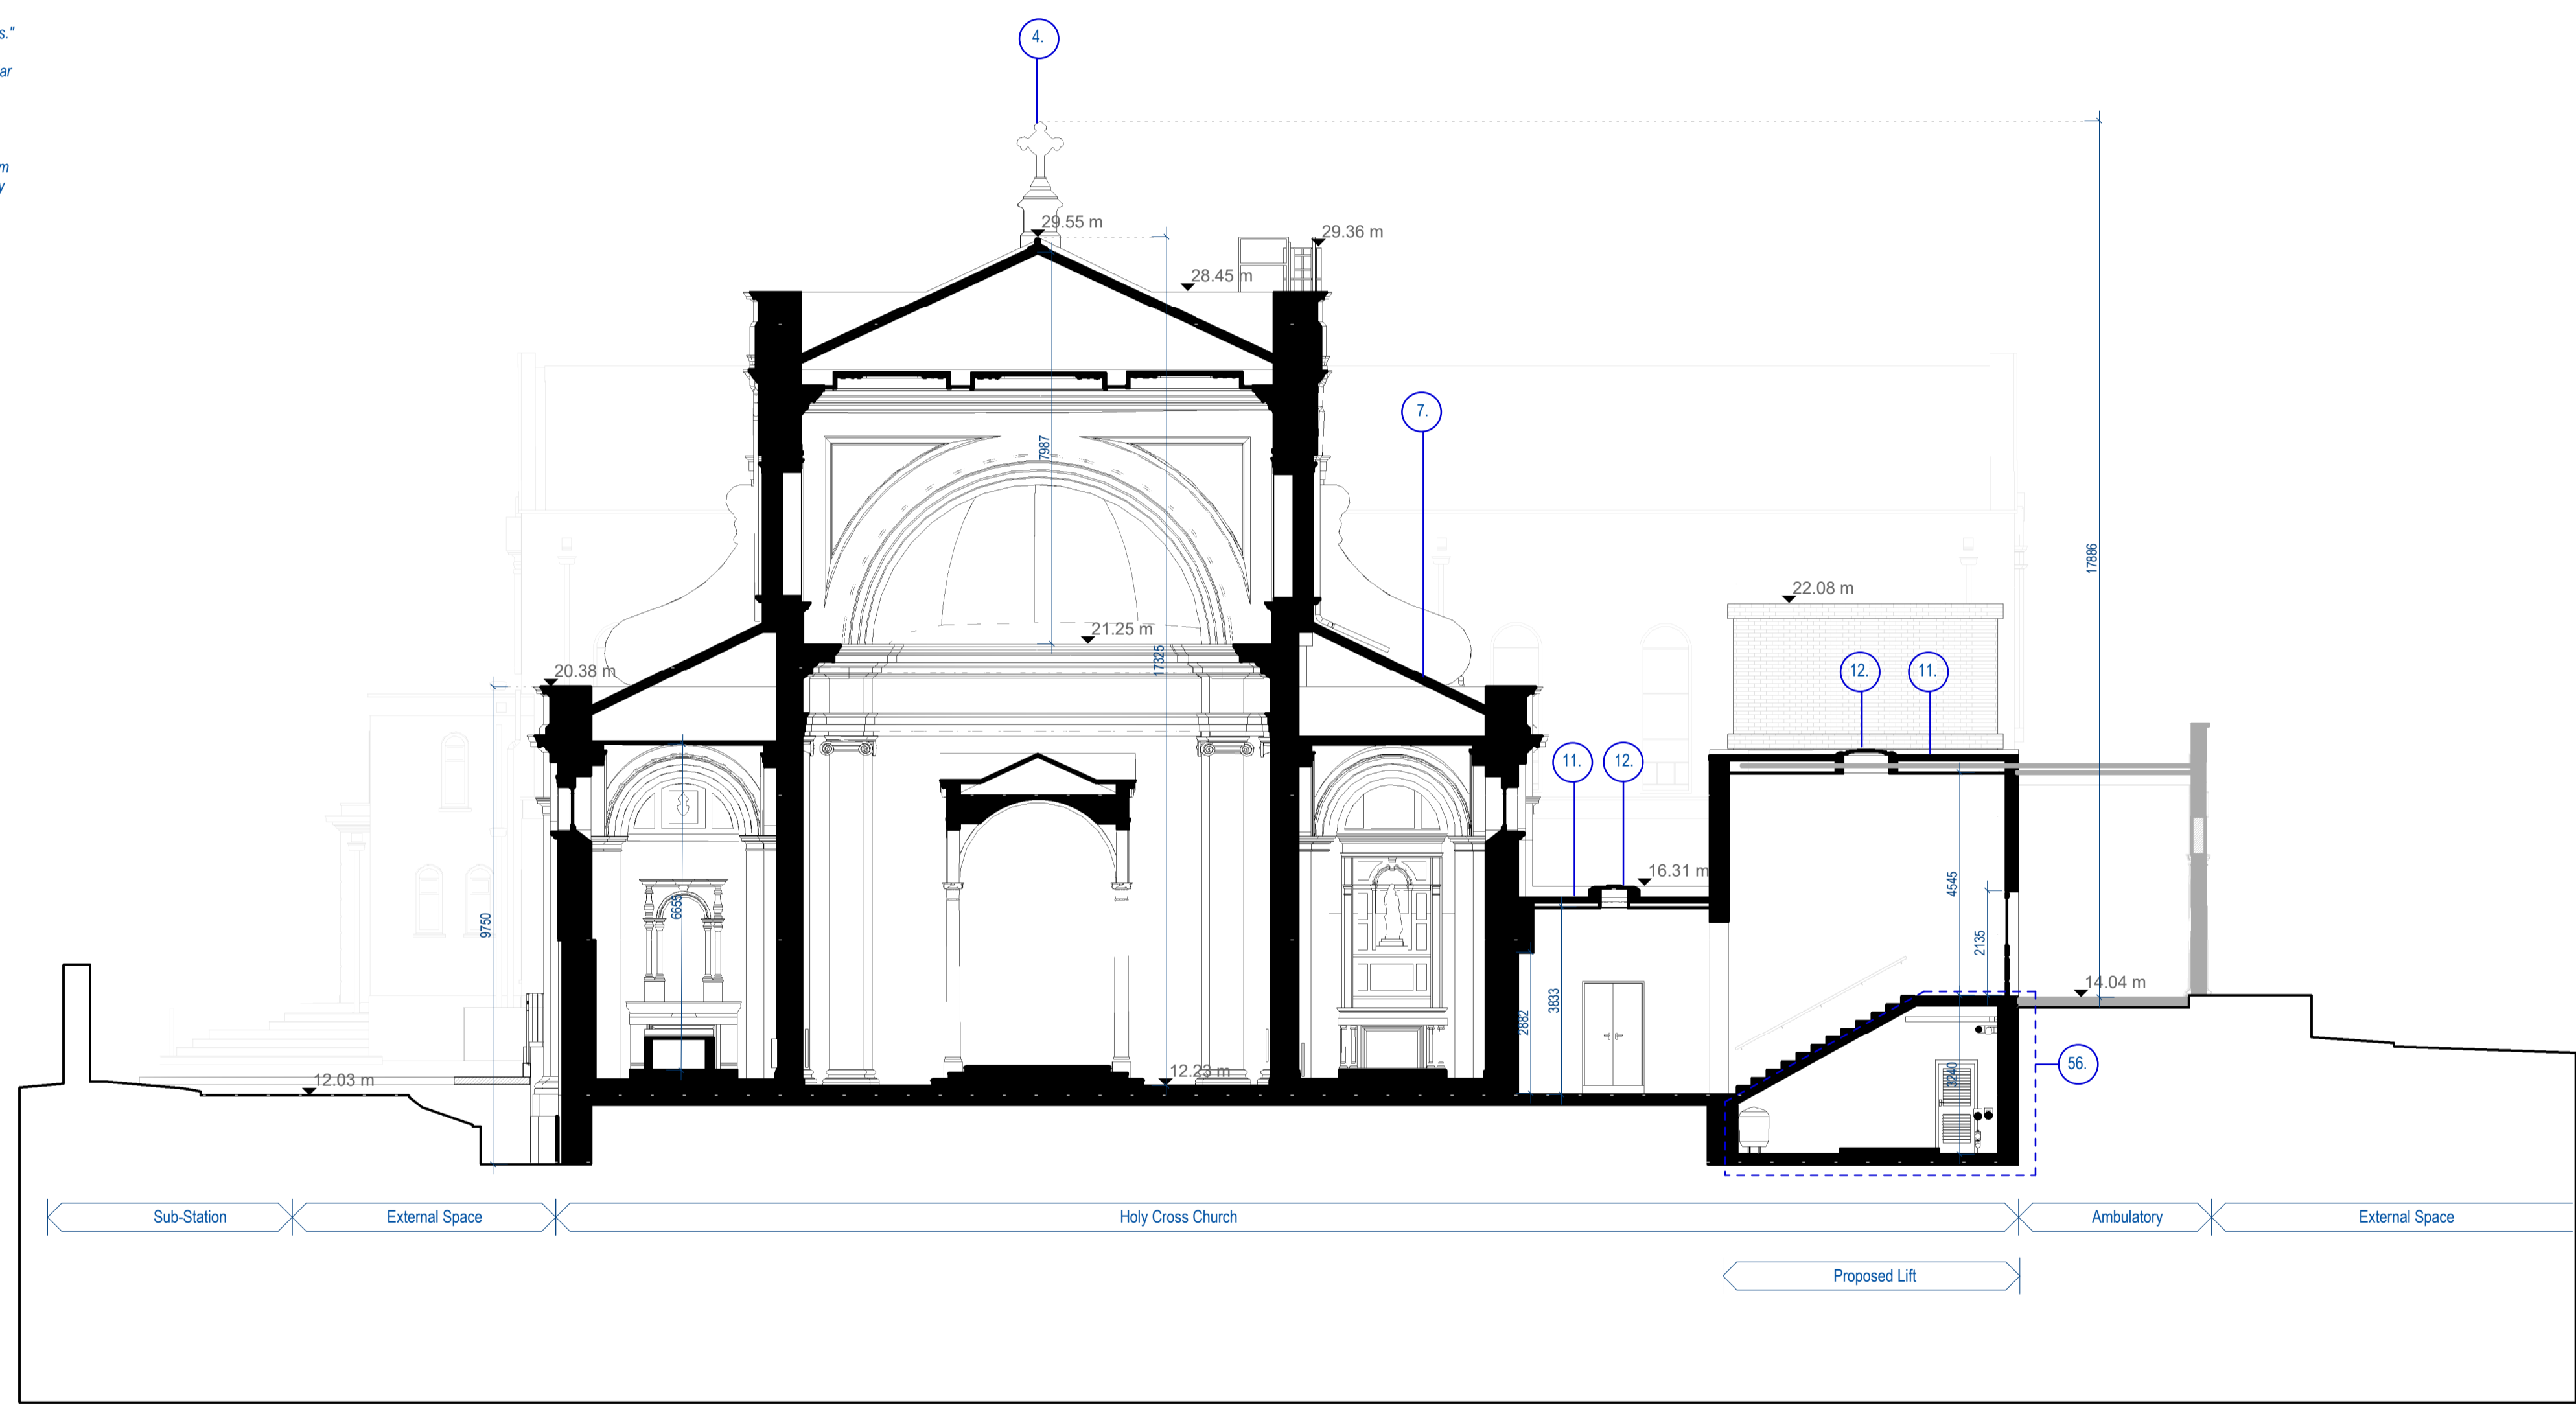 s."
ar
m
y
4.
29.55 m
29.36 m
28.45 m
7.
7987
17886
22.08 m
21.25 m
17325
20.38 m
12.
11.
11.
12.
16.31 m
6655
4545
9750
2135
14.04 m
3833
2882
56.
12.03 m
12.23 m
3240
Sub-Station
External Space
Holy Cross Church
Ambulatory
External Space
Proposed Lift